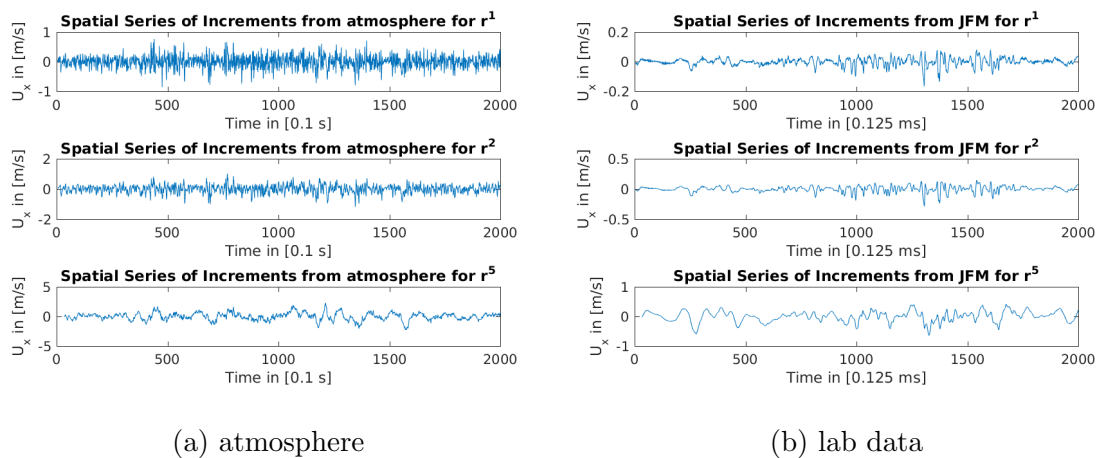 Spatial Series of Increments from atmosphere for r^1
1
0
-1
U_x in [m/s]
0 500 1000 1500 2000
Time in [0.1 s]
Spatial Series of Increments from atmosphere for r^2
2
0
-2
U_x in [m/s]
0 500 1000 1500 2000
Time in [0.1 s]
Spatial Series of Increments from atmosphere for r^5
5
0
-5
U_x in [m/s]
0 500 1000 1500 2000
Time in [0.1 s]
(a) atmosphere
Spatial Series of Increments from JFM for r^1
0.2
0
-0.2
U_x in [m/s]
0 500 1000 1500 2000
Time in [0.125 ms]
Spatial Series of Increments from JFM for r^2
0.5
0
-0.5
U_x in [m/s]
0 500 1000 1500 2000
Time in [0.125 ms]
Spatial Series of Increments from JFM for r^5
1
0
-1
U_x in [m/s]
0 500 1000 1500 2000
Time in [0.125 ms]
(b) lab data